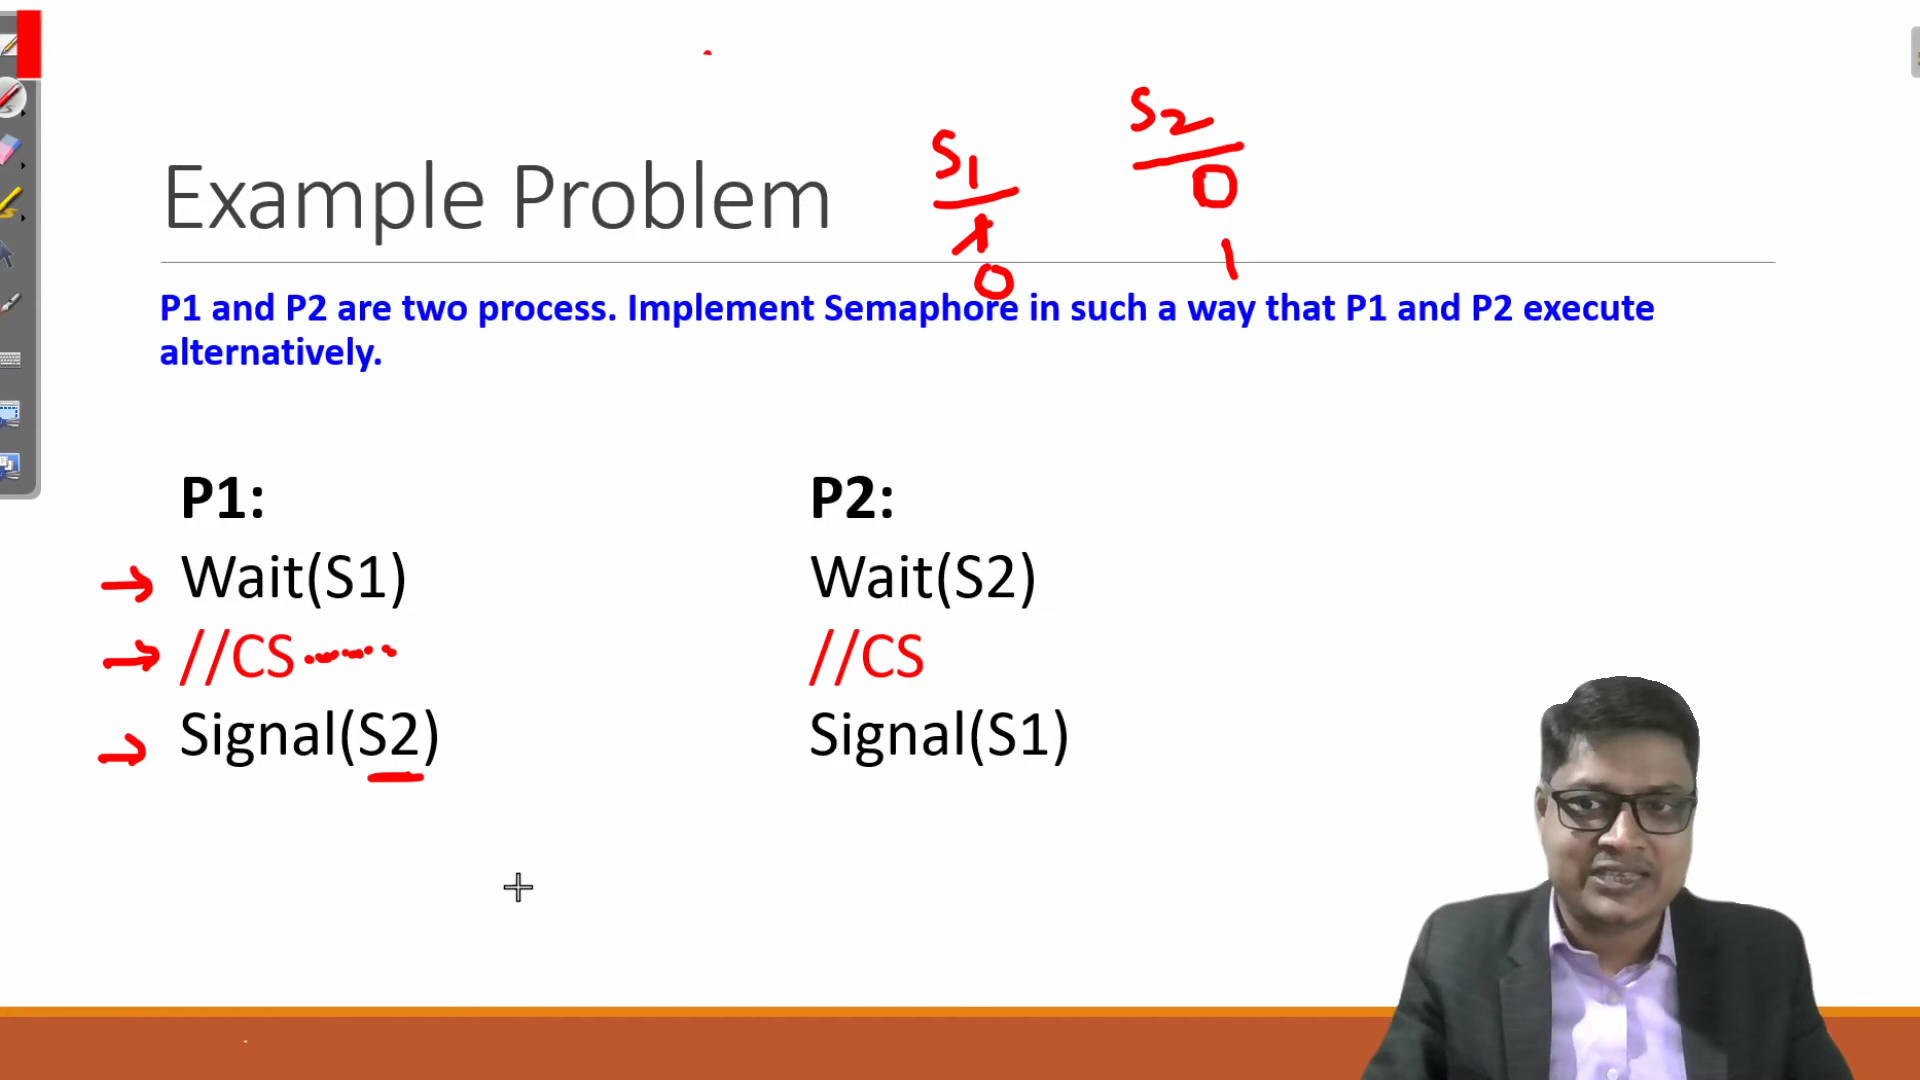 S1
1
0
S2
0
1
Example Problem
P1 and P2 are two process. Implement Semaphore in such a way that P1 and P2 execute
alternatively.
P1:
Wait(S1)
//CS
Signal(S2)
P2:
Wait(S2)
//CS
Signal(S1)